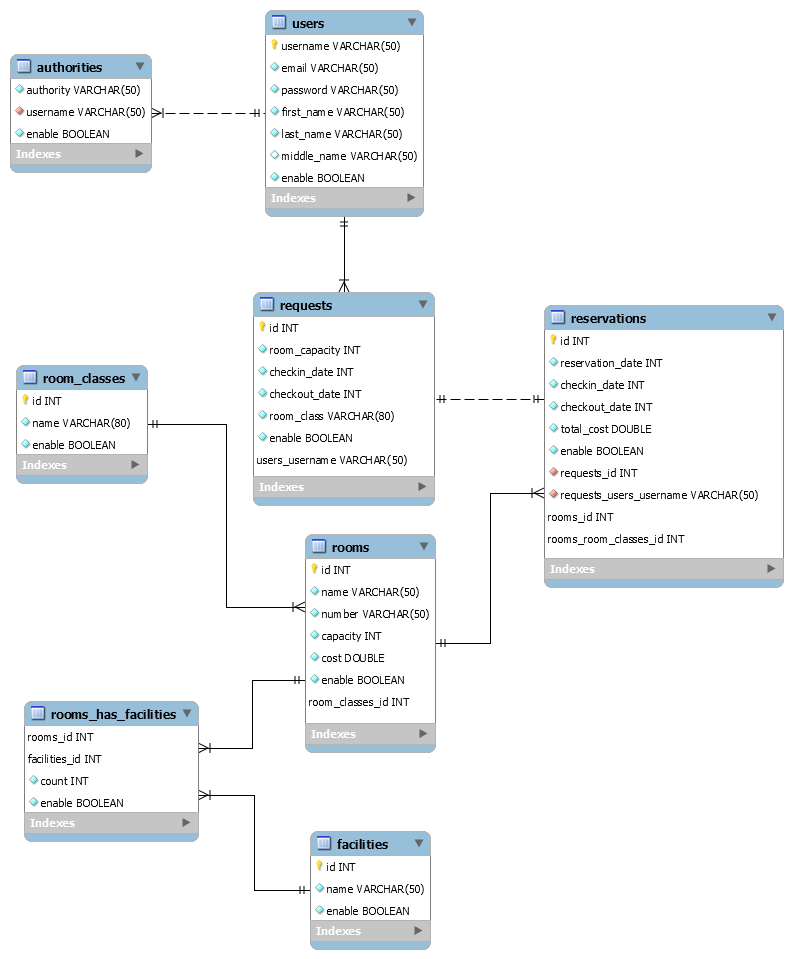 users
username VARCHAR(50)
email VARCHAR(50)
password VARCHAR(50)
first_name VARCHAR(50)
last_name VARCHAR(50)
middle_name VARCHAR(50)
enable BOOLEAN
Indexes
authorities
authority VARCHAR(50)
username VARCHAR(50)
enable BOOLEAN
Indexes
requests
id INT
room_capacity INT
checkin_date INT
checkout_date INT
room_class VARCHAR(80)
enable BOOLEAN
users_username VARCHAR(50)
Indexes
reservations
id INT
reservation_date INT
checkin_date INT
checkout_date INT
total_cost DOUBLE
enable BOOLEAN
requests_id INT
requests_users_username VARCHAR(50)
rooms_id INT
rooms_room_classes_id INT
Indexes
room_classes
id INT
name VARCHAR(80)
enable BOOLEAN
Indexes
rooms
id INT
name VARCHAR(50)
number VARCHAR(50)
capacity INT
cost DOUBLE
enable BOOLEAN
room_classes_id INT
Indexes
rooms_has_facilities
rooms_id INT
facilities_id INT
count INT
enable BOOLEAN
Indexes
facilities
id INT
name VARCHAR(50)
enable BOOLEAN
Indexes